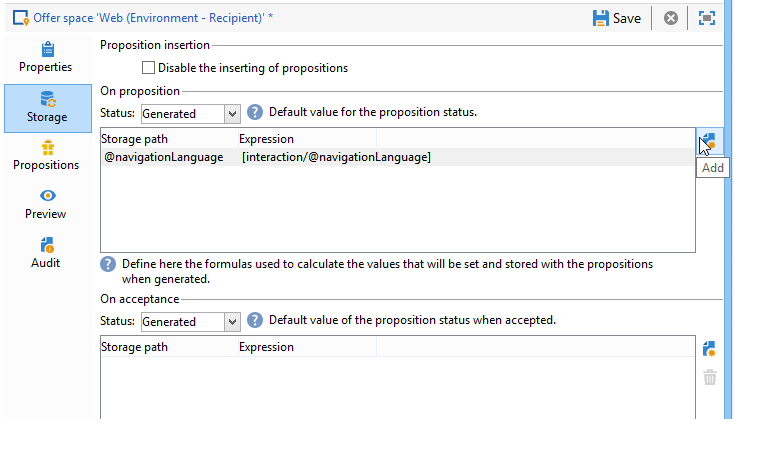 Offer space 'Web (Environment - Recipient)' *
Save
Properties
Storage
Propositions
Preview
Audit
Proposition insertion
Disable the inserting of propositions
On proposition
Status: Generated
Default value for the proposition status.
Storage path Expression
@navigationLanguage [interaction/@navigationLanguage]
Add
Define here the formulas used to calculate the values that will be set and stored with the propositions
when generated.
On acceptance
Status: Generated
Default value of the proposition status when accepted.
Storage path Expression